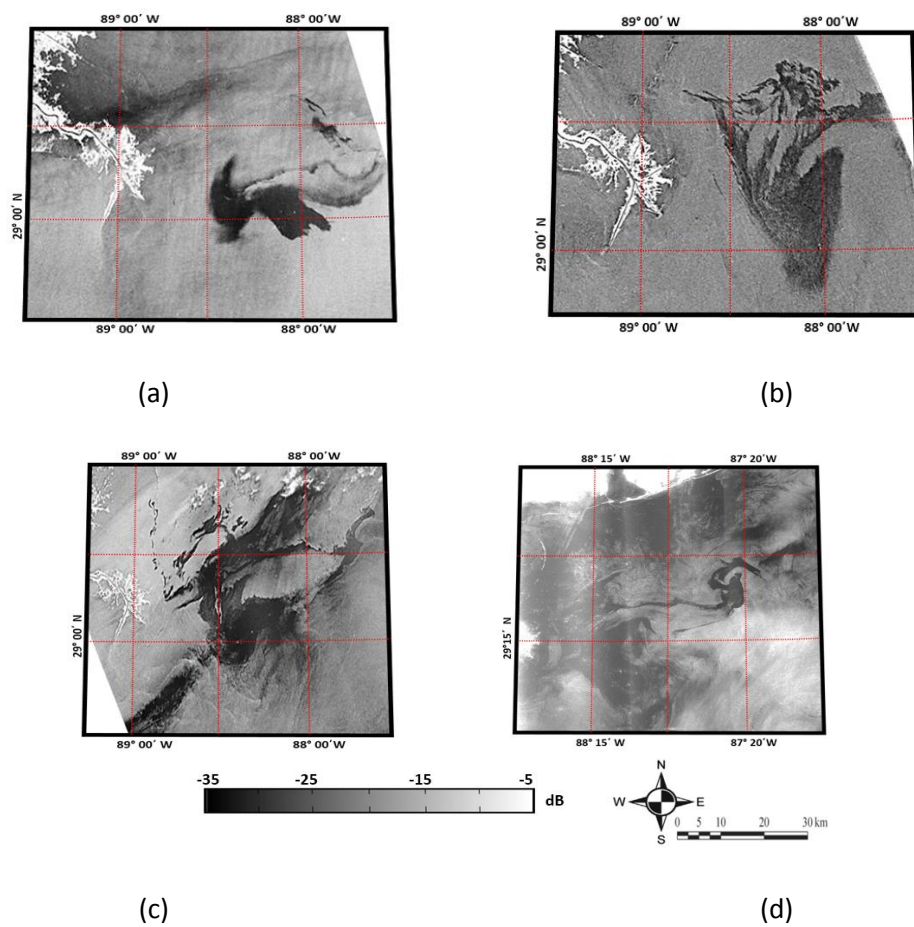 89° 00´ W 88° 00´ W
29° 00´ N
89° 00´ W 88° 00´ W
(a)
89° 00´ W 88° 00´ W
29° 00´ N
89° 00´ W 88° 00´ W
(b)
89° 00´ W 88° 00´ W
29° 00´ N
89° 00´ W 88° 00´ W
88° 15´ W 87° 20´ W
29° 15´ N
88° 15´ W 87° 20´ W
-35 -25 -15 -5
dB
N
W E
S
0 5 10 20 30 km
(c)
(d)